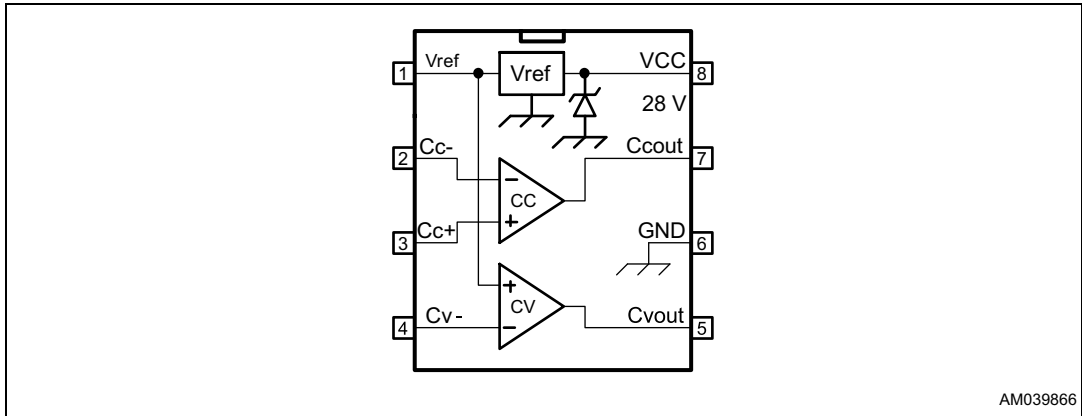 1 Vref Vref VCC 8
28 V
2 Cc- Ccout 7
− CC +
3 Cc+ GND 6
+ CV −
4 Cv - Cvout 5
AM039866